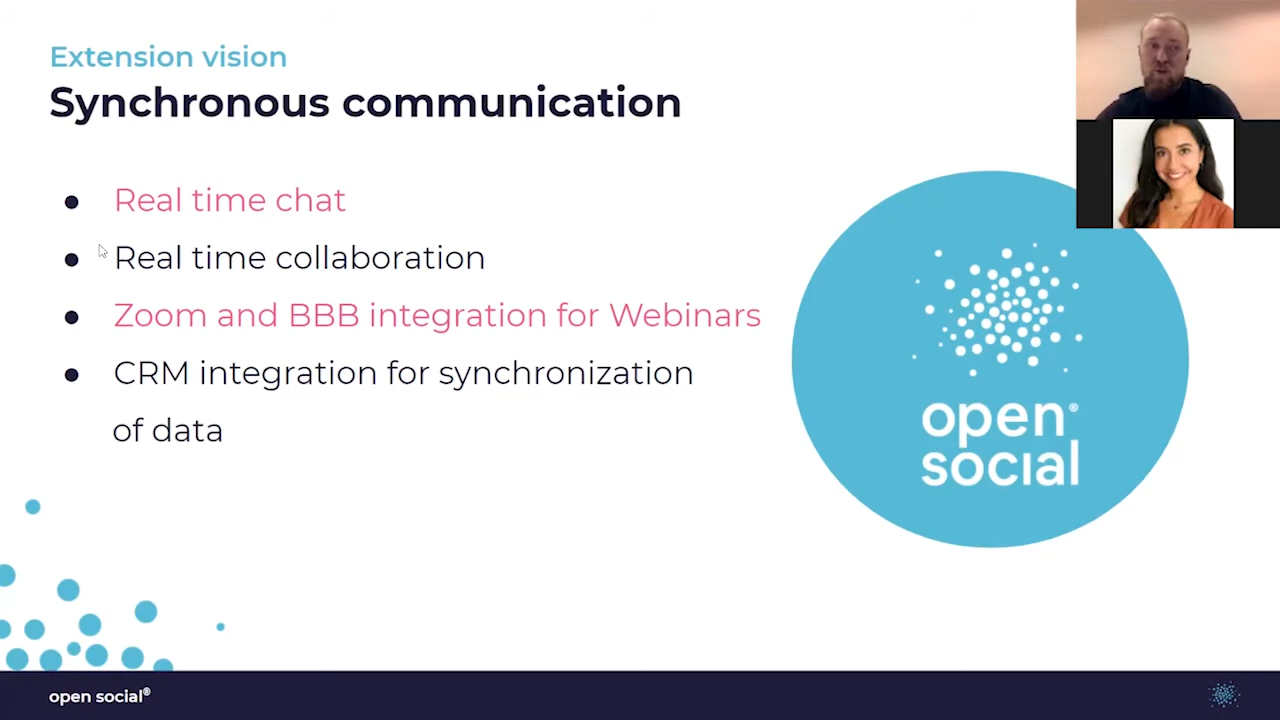 Extension vision
Synchronous communication
● Real time chat
● Real time collaboration
● Zoom and BBB integration for Webinars
● CRM integration for synchronization
of data
open®
social
open social®